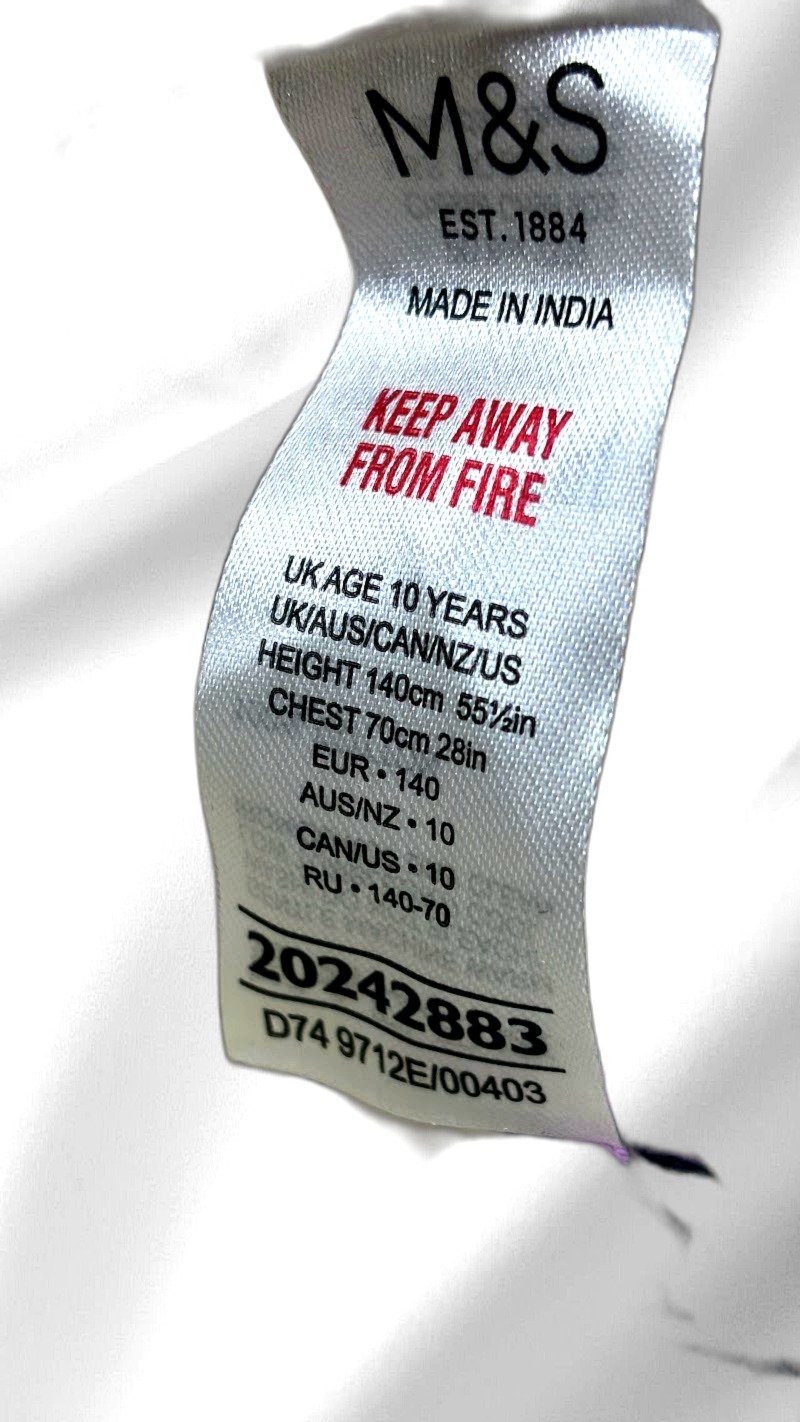 M&S
EST. 1884
MADE IN INDIA
KEEP AWAY
FROM FIRE
UK AGE 10 YEARS
UK/AUS/CAN/NZ/US
HEIGHT 140cm 55½in
CHEST 70cm 28in
EUR • 140
AUS/NZ • 10
CAN/US • 10
RU • 140-70
20242883
D74 9712E/00403